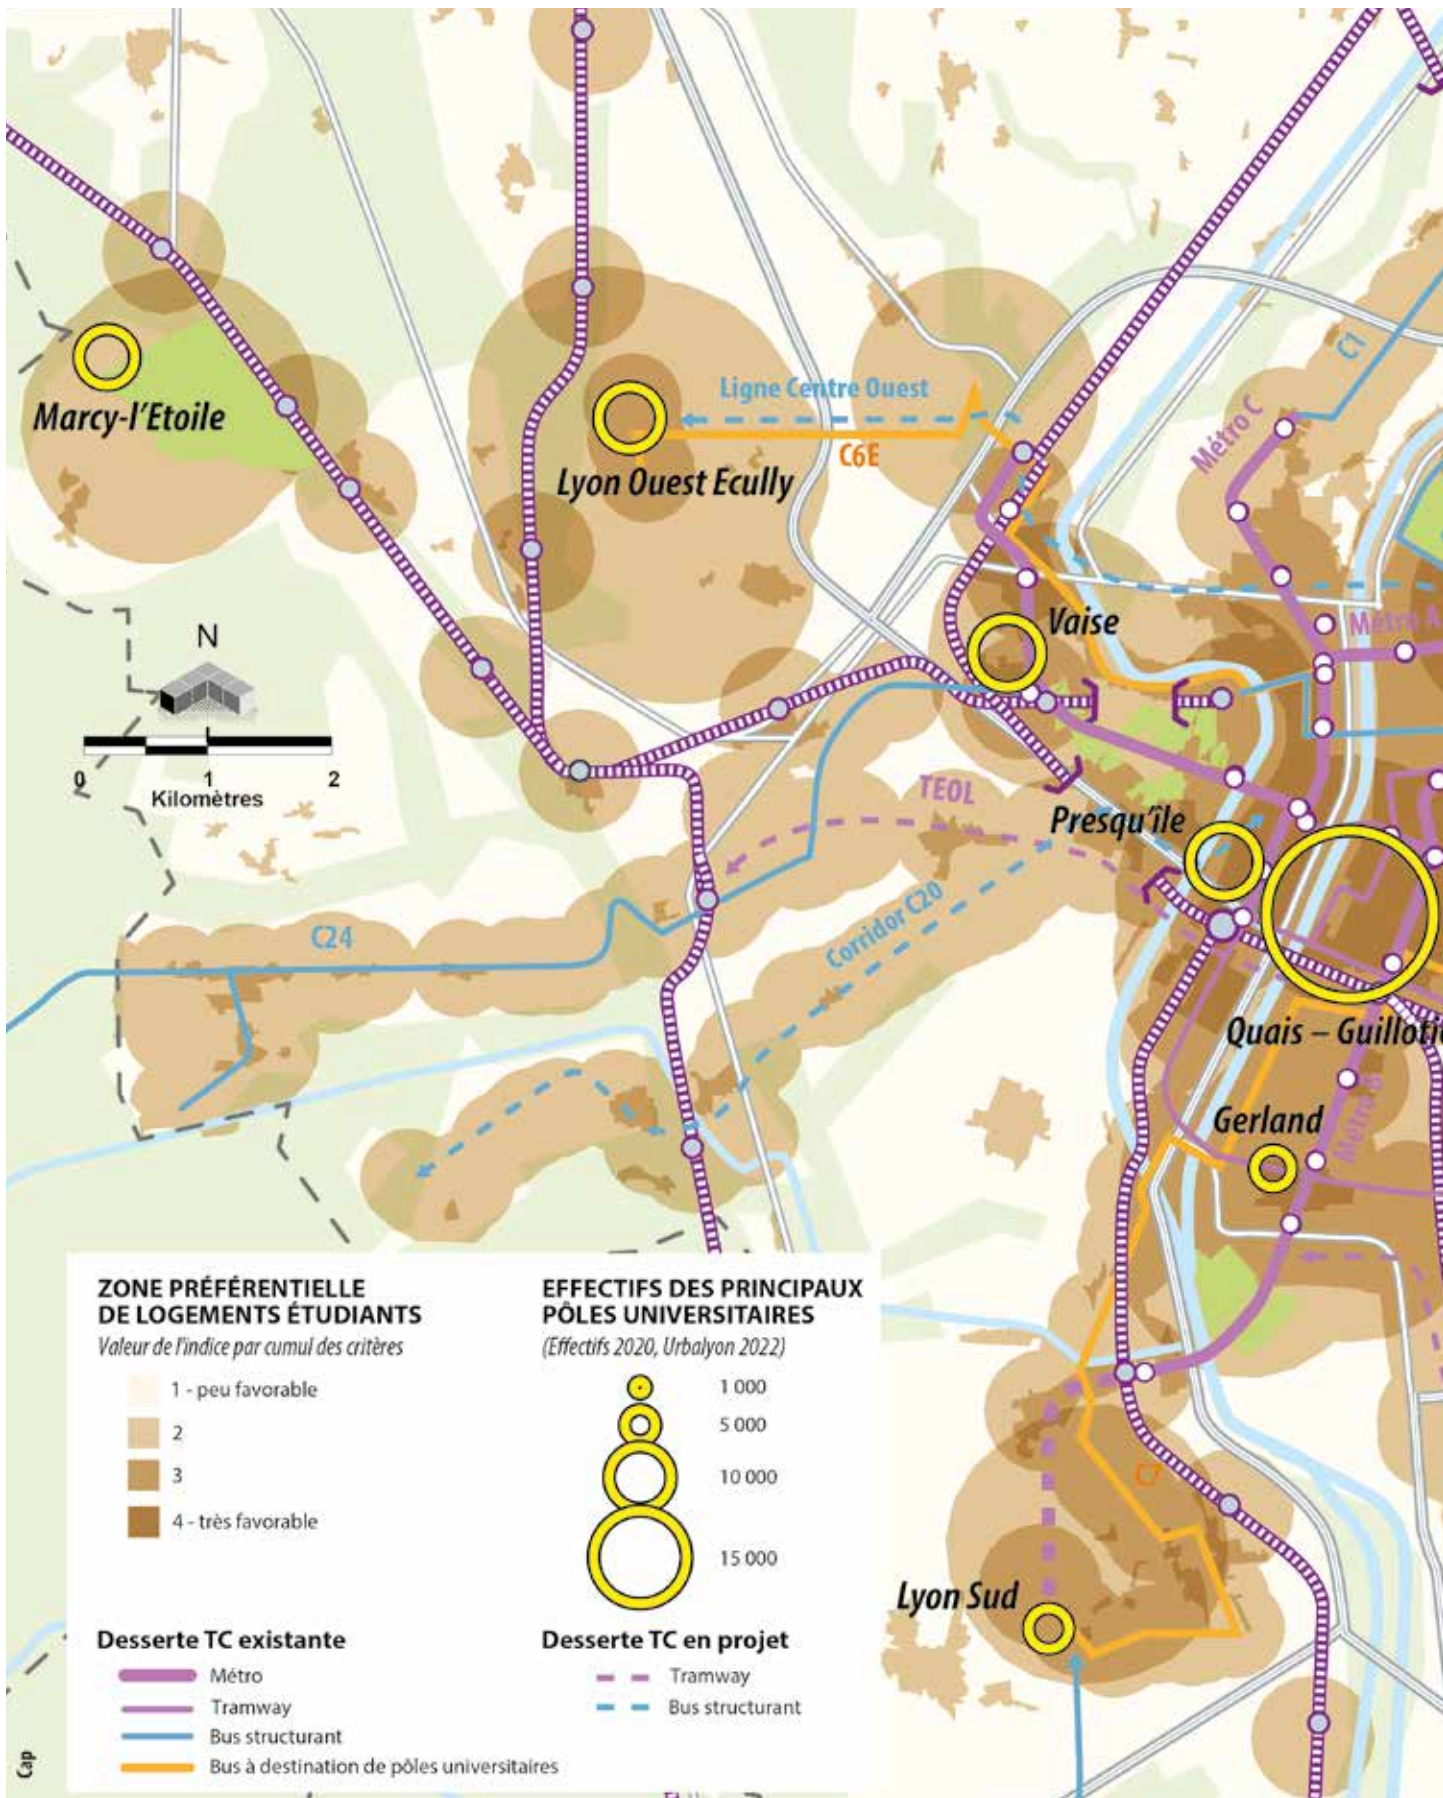 C1
Ligne Centre Ouest
Métro C
Marcy-l'Etoile
C6E
Lyon Ouest Ecully
Vaise
Métro A
N
0 1 2
Kilomètres
TEOL
Presqu'île
C24
Corridor C20
Quais – Guilloti
Gerland
Métro B
ZONE PRÉFÉRENTIELLE
DE LOGEMENTS ÉTUDIANTS
Valeur de l'indice par cumul des critères
1 - peu favorable
2
3
4 - très favorable
EFFECTIFS DES PRINCIPAUX
PÔLES UNIVERSITAIRES
(Effectifs 2020, Urbalyon 2022)
1 000
5 000
10 000
15 000
C7
Lyon Sud
Desserte TC existante
Métro
Tramway
Bus structurant
Bus à destination de pôles universitaires
Desserte TC en projet
Tramway
Bus structurant
Cap